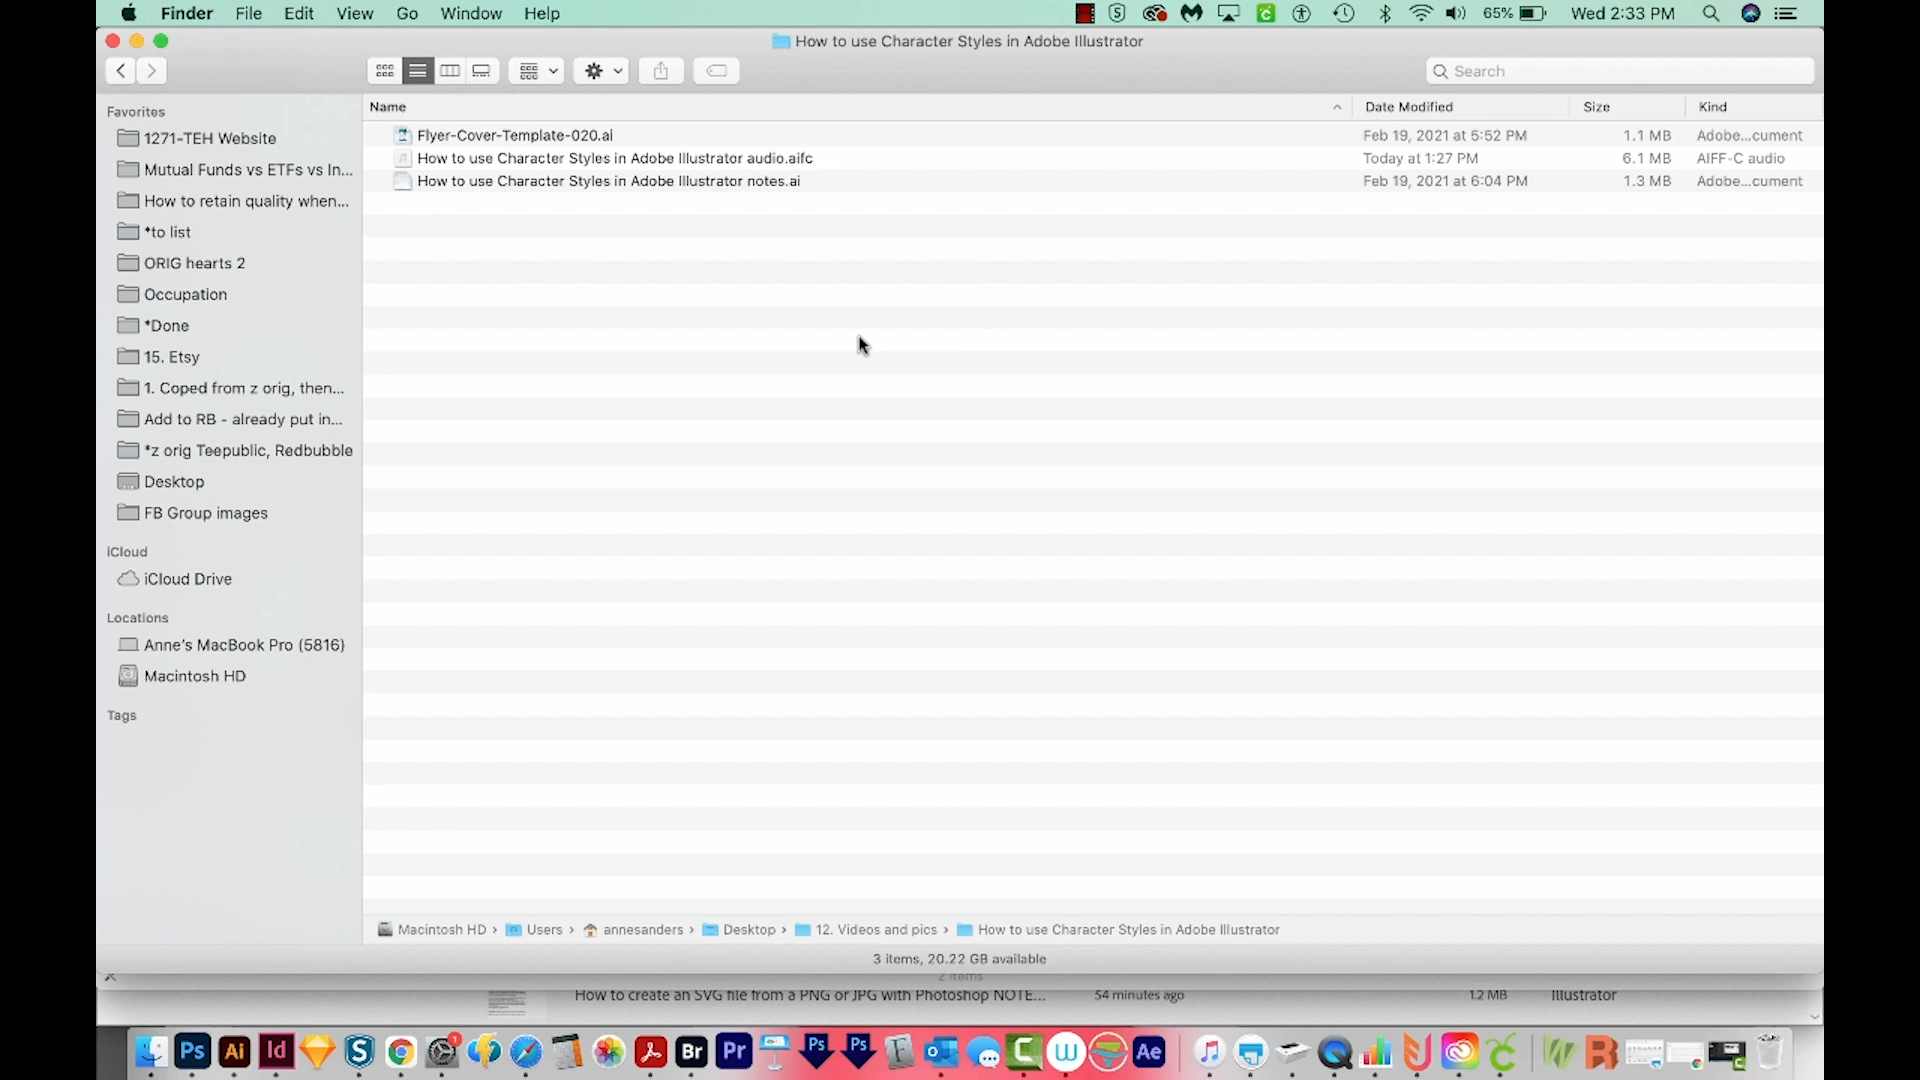 Finder File Edit View Go Window Help 65% Wed 2:33 PM
How to use Character Styles in Adobe Illustrator
Search
Name Date Modified Size Kind
Flyer-Cover-Template-020.ai Feb 19, 2021 at 5:52 PM 1.1 MB Adobe...cument
How to use Character Styles in Adobe Illustrator audio.aifc Today at 1:27 PM 6.1 MB AIFF-C audio
How to use Character Styles in Adobe Illustrator notes.ai Feb 19, 2021 at 6:04 PM 1.3 MB Adobe...cument
Favorites
1271-TEH Website
Mutual Funds vs ETFs vs In...
How to retain quality when...
*to list
ORIG hearts 2
Occupation
*Done
15. Etsy
1. Coped from z orig, then...
Add to RB - already put in...
*z orig Teepublic, Redbubble
Desktop
FB Group images
iCloud
iCloud Drive
Locations
Anne's MacBook Pro (5816)
Macintosh HD
Tags
Macintosh HD › Users › annesanders › Desktop › 12. Videos and pics › How to use Character Styles in Adobe Illustrator
3 items, 20.22 GB available
2 items
How to create an SVG file from a PNG or JPG with Photoshop NOTE... 54 minutes ago 1.2 MB Illustrator
Ps Ai Id S 1 Br Pr Ps Ps C W Ae